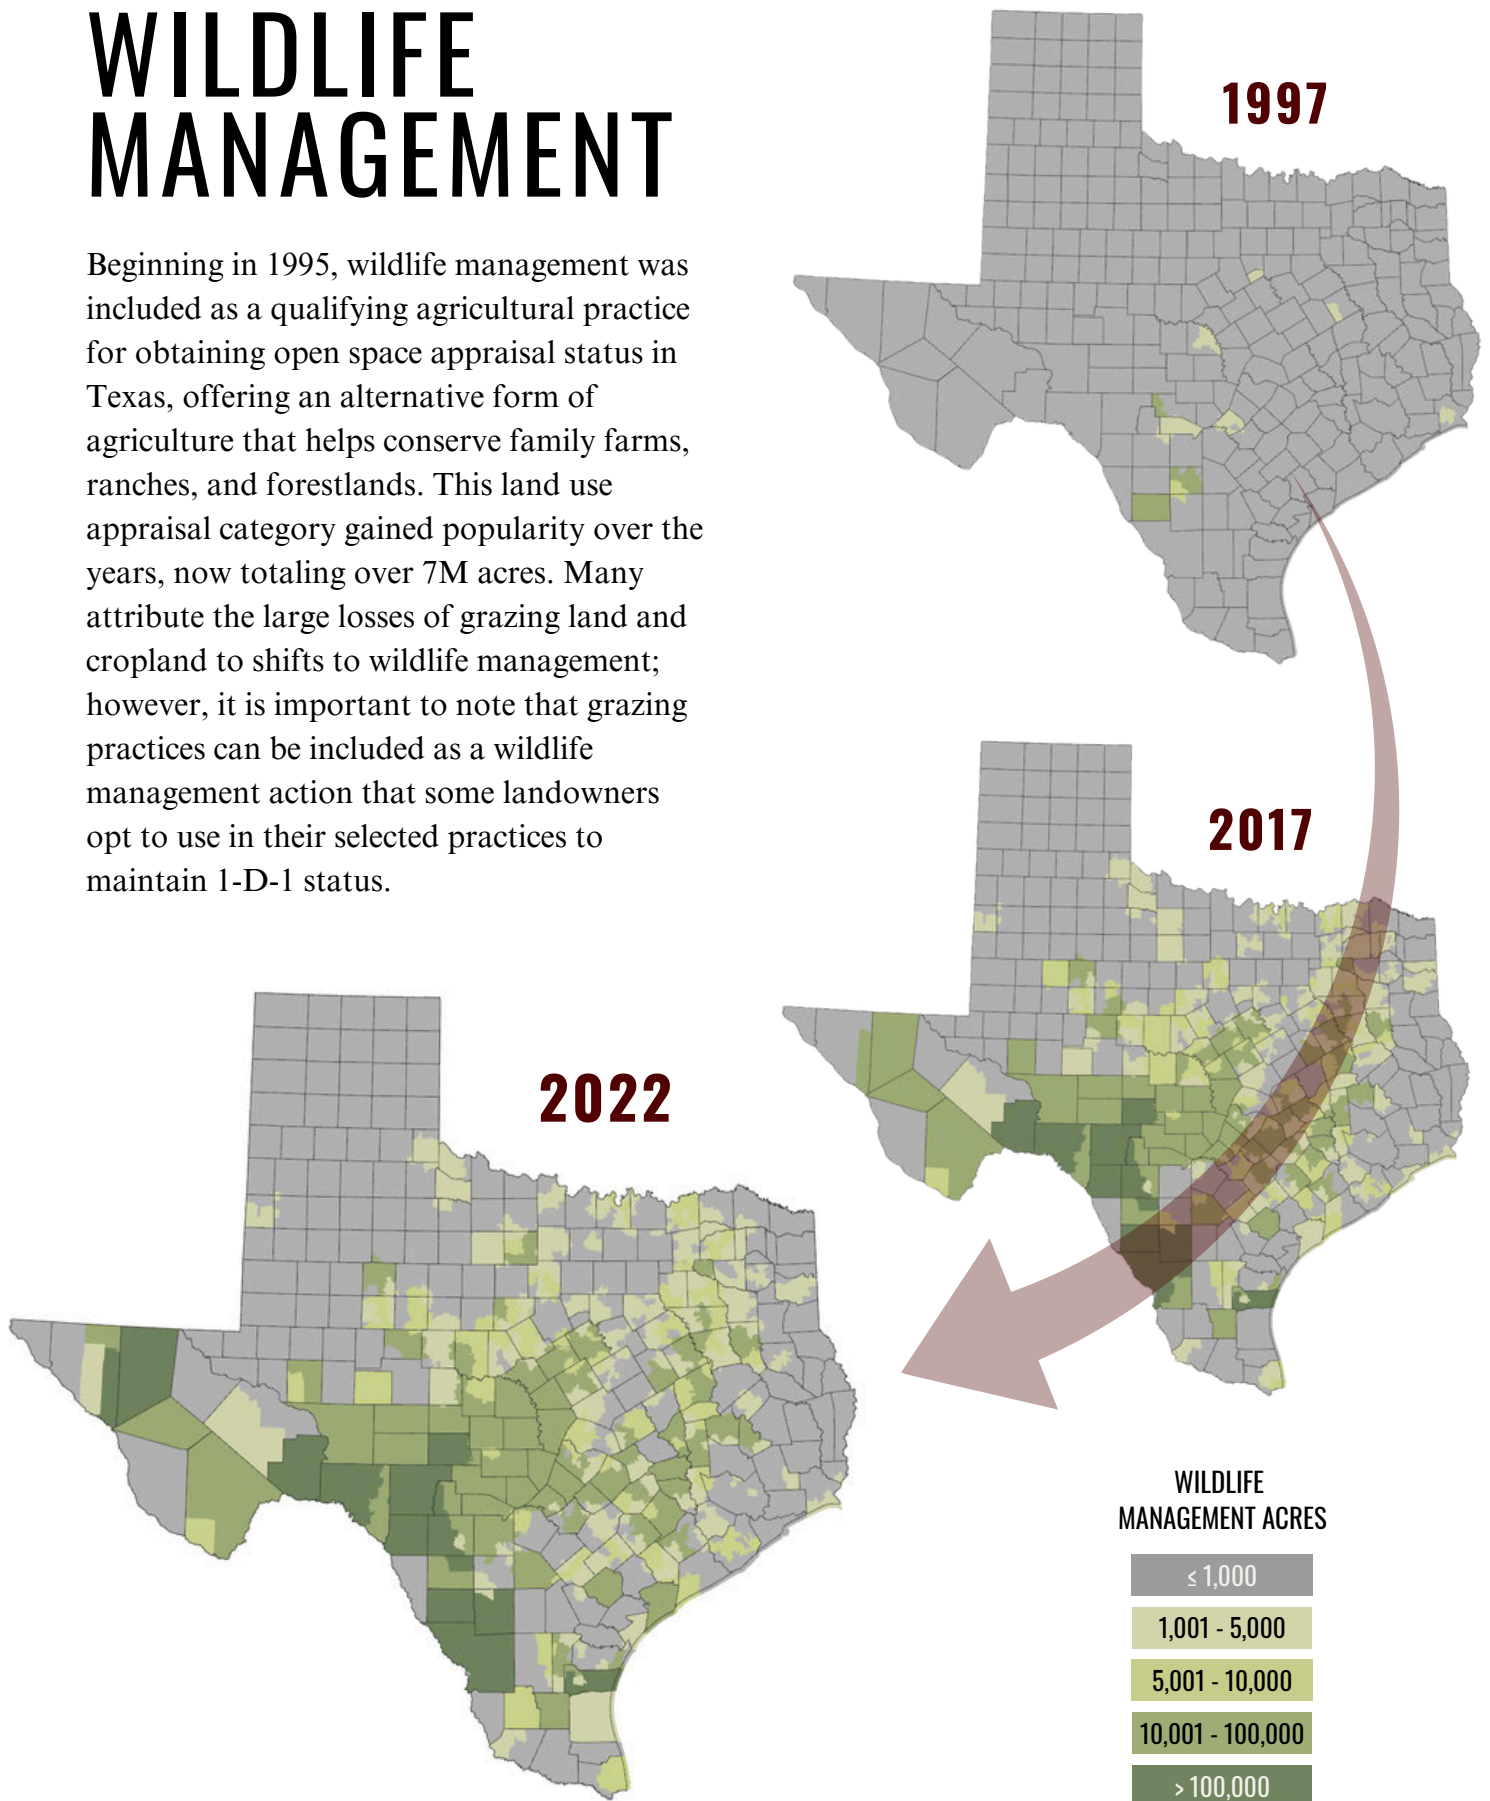 WILDLIFE
MANAGEMENT
Beginning in 1995, wildlife management was
included as a qualifying agricultural practice
for obtaining open space appraisal status in
Texas, offering an alternative form of
agriculture that helps conserve family farms,
ranches, and forestlands. This land use
appraisal category gained popularity over the
years, now totaling over 7M acres. Many
attribute the large losses of grazing land and
cropland to shifts to wildlife management;
however, it is important to note that grazing
practices can be included as a wildlife
management action that some landowners
opt to use in their selected practices to
maintain 1-D-1 status.
1997
2017
2022
WILDLIFE
MANAGEMENT ACRES
≤ 1,000
1,001 - 5,000
5,001 - 10,000
10,001 - 100,000
> 100,000